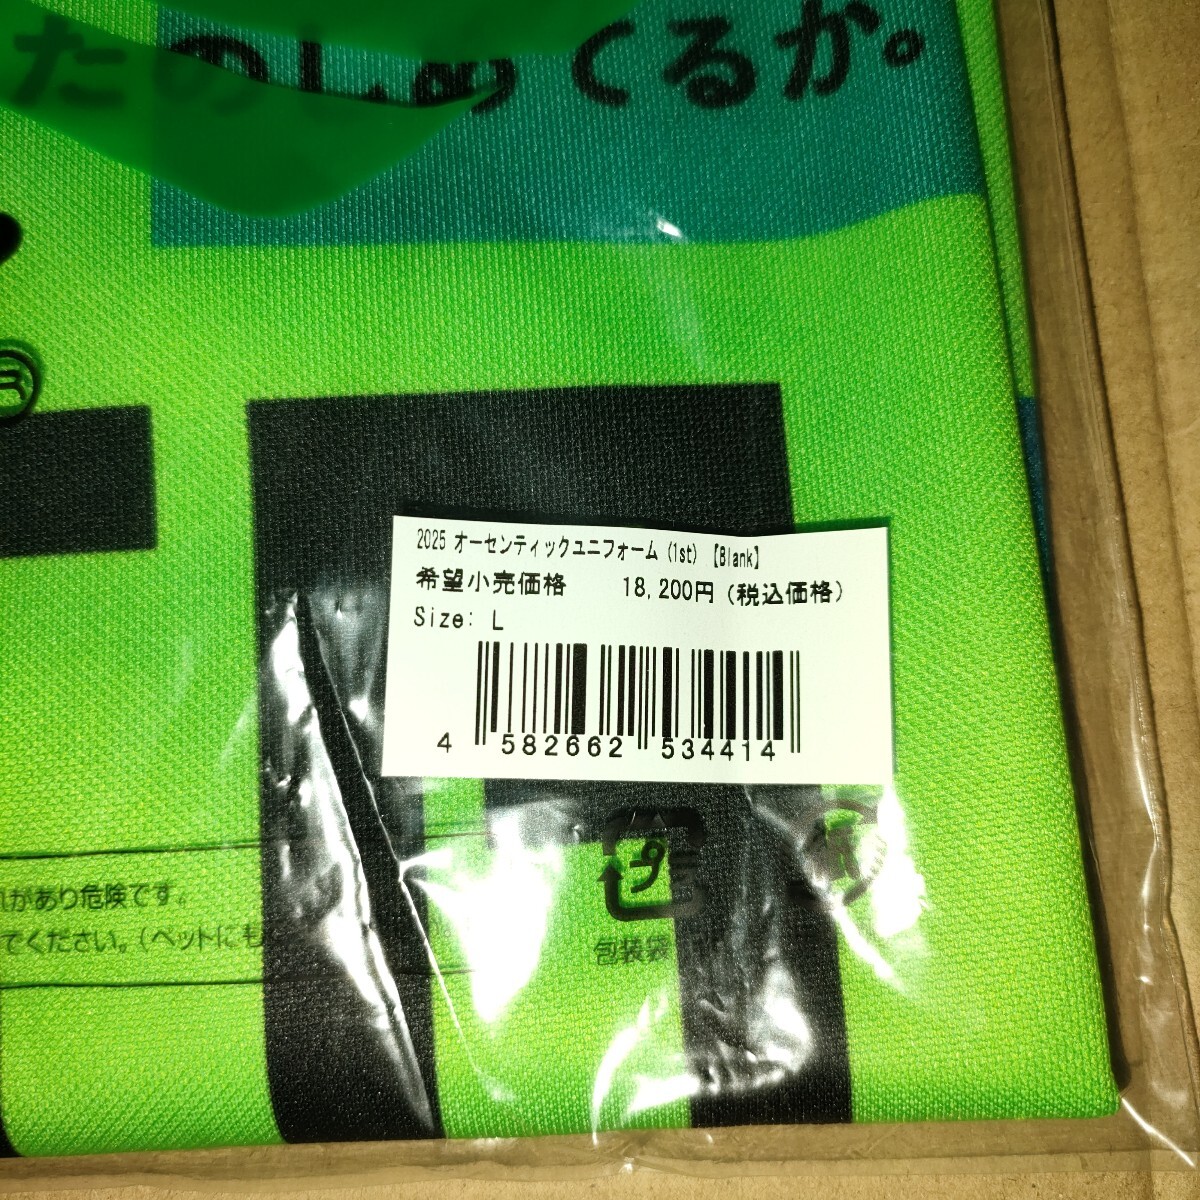 たのしめてるか。
®
2025 オーセンティックユニフォーム (1st) 【Blank】
希望小売価格 18,200円 (税込価格)
Size: L
4 582662 534414
プラ
があり危険です。
てください。(ペットにも
包装袋